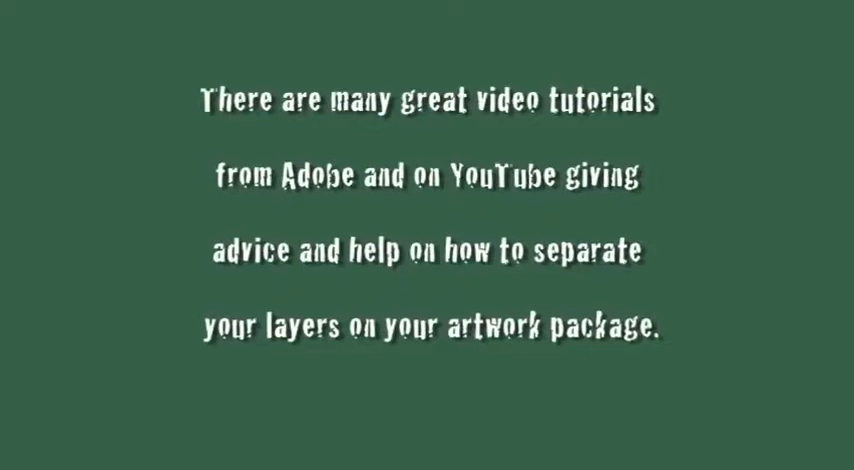 There are many great video tutorials
from Adobe and on YouTube giving
advice and help on how to separate
your layers on your artwork package.